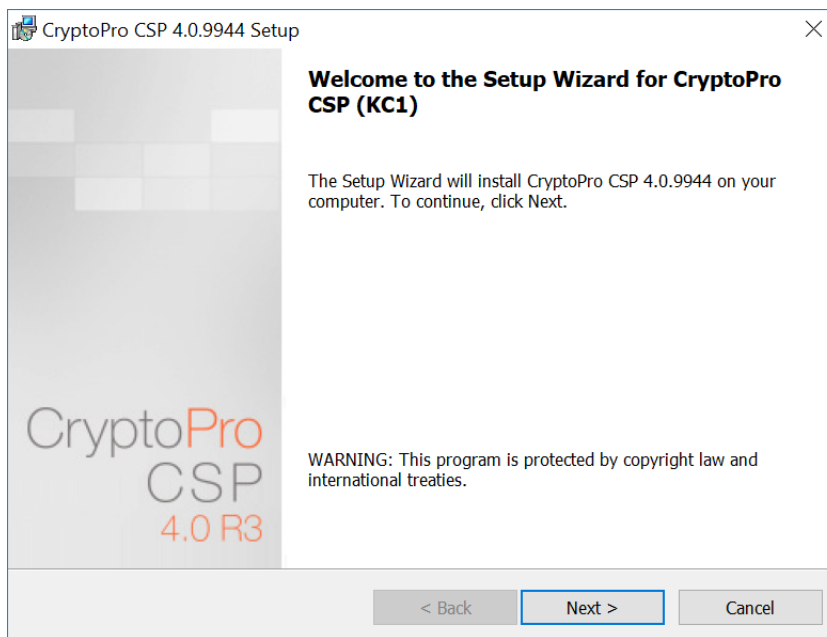 CryptoPro CSP 4.0.9944 Setup
Welcome to the Setup Wizard for CryptoPro
CSP (KC1)
The Setup Wizard will install CryptoPro CSP 4.0.9944 on your
computer. To continue, click Next.
CryptoPro
CSP
4.0 R3
WARNING: This program is protected by copyright law and
international treaties.
< Back
Next >
Cancel